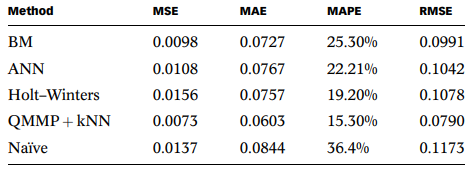 Method MSE MAE MAPE RMSE
BM 0.0098 0.0727 25.30% 0.0991
ANN 0.0108 0.0767 22.21% 0.1042
Holt–Winters 0.0156 0.0757 19.20% 0.1078
QMMP + kNN 0.0073 0.0603 15.30% 0.0790
Naïve 0.0137 0.0844 36.4% 0.1173